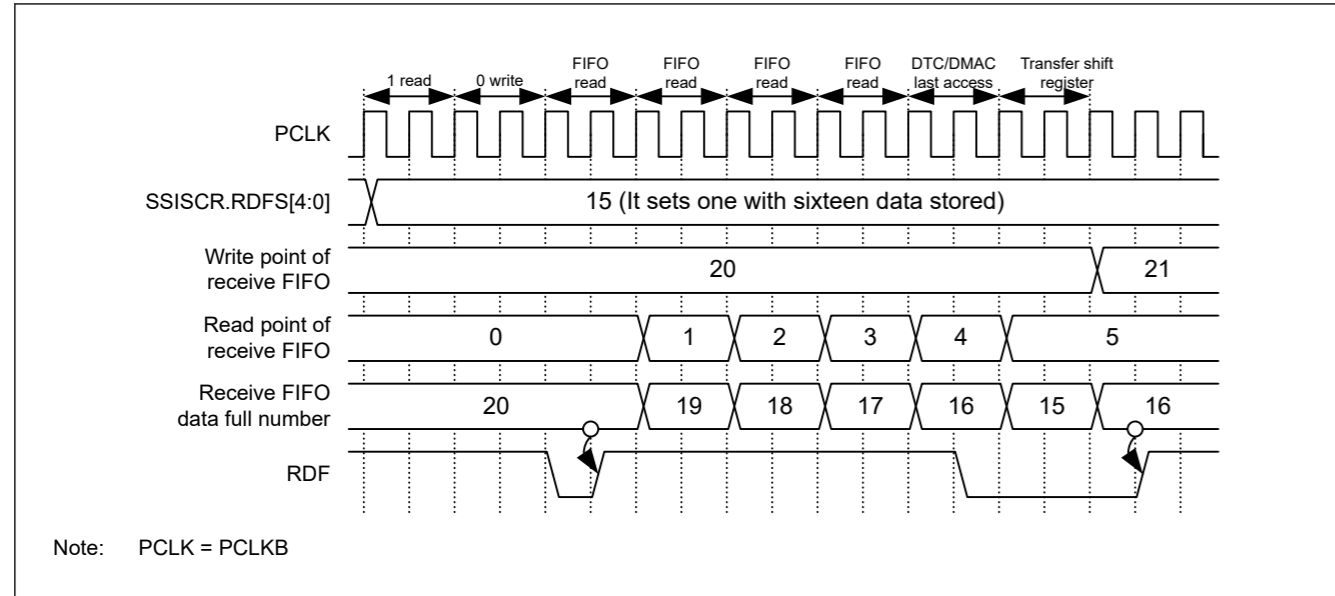 1 read
0 write
FIFO
read
FIFO
read
FIFO
read
FIFO
read
DTC/DMAC
last access
Transfer shift
register
PCLK
SSISCR.RDFS[4:0]
15 (It sets one with sixteen data stored)
Write point of
receive FIFO
20
21
Read point of
receive FIFO
0
1
2
3
4
5
Receive FIFO
data full number
20
19
18
17
16
15
16
RDF
Note: PCLK = PCLKB